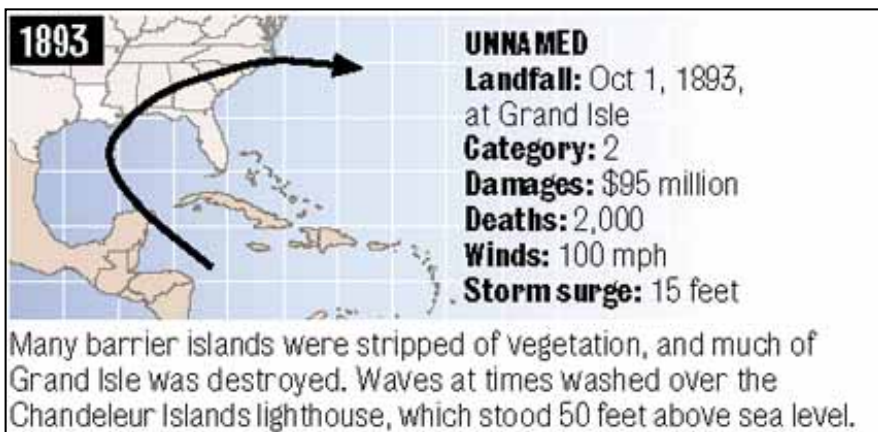 1893
UNNAMED
Landfall: Oct 1, 1893,
at Grand Isle
Category: 2
Damages: $95 million
Deaths: 2,000
Winds: 100 mph
Storm surge: 15 feet
Many barrier islands were stripped of vegetation, and much of
Grand Isle was destroyed. Waves at times washed over the
Chandeleur Islands lighthouse, which stood 50 feet above sea level.